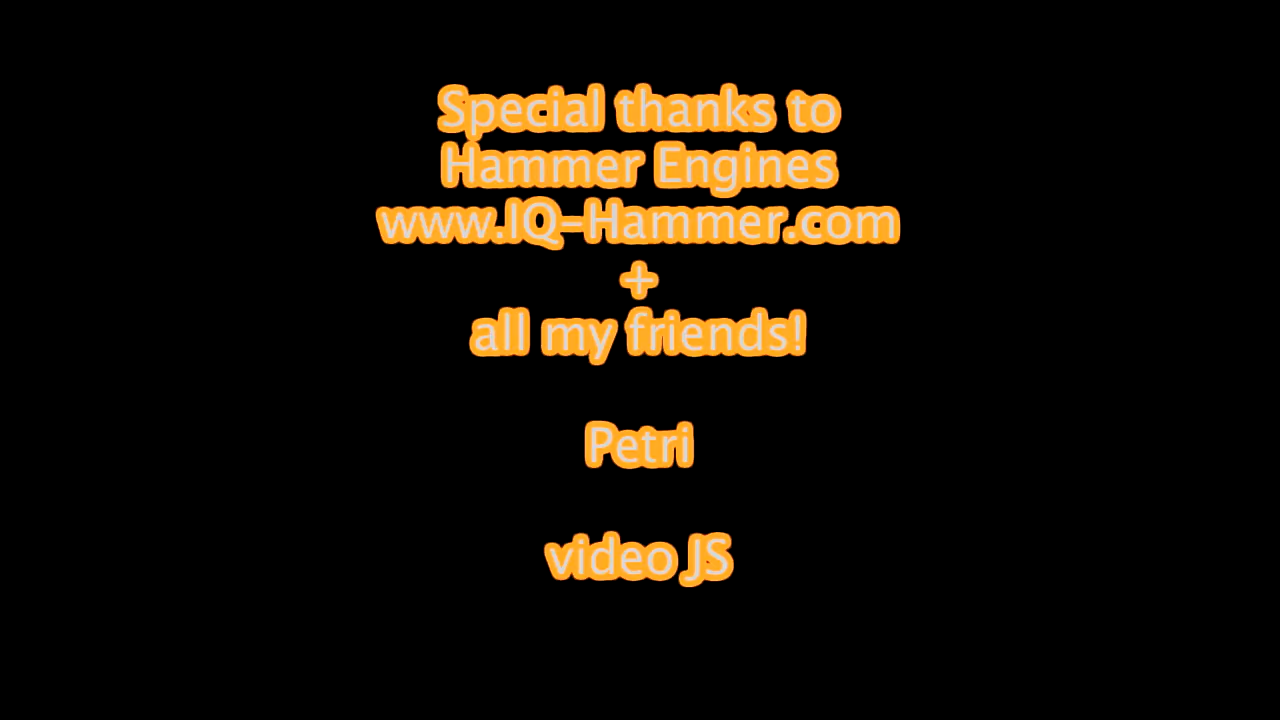 Special thanks to
Hammer Engines
www.IQ-Hammer.com
+
all my friends!
Petri
video JS